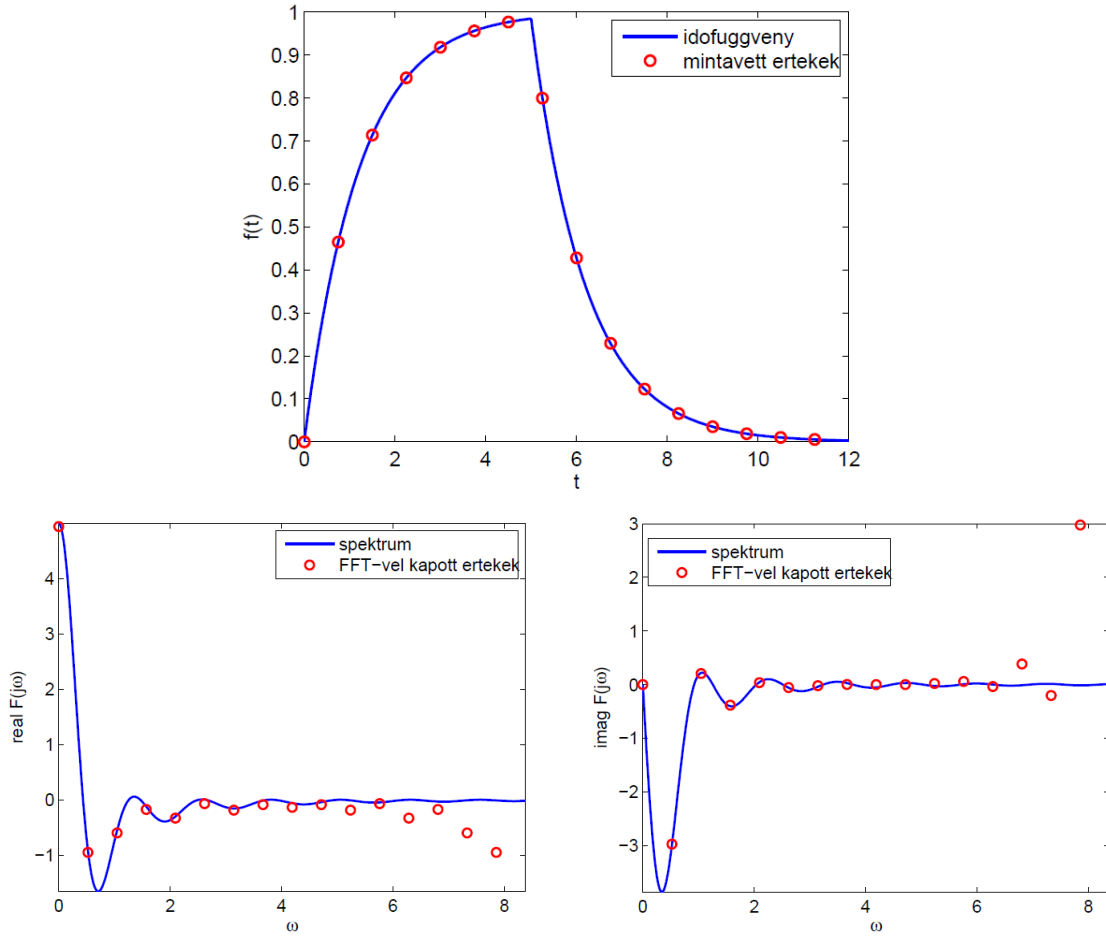 1
0.9
0.8
0.7
0.6
0.5
0.4
0.3
0.2
0.1
0
f(t)
idofuggveny
mintavett ertekek
0 2 4 6 8 10 12
t
4
3
2
1
0
−1
real F(jω)
spektrum
FFT−vel kapott ertekek
0 2 4 6 8
ω
3
2
1
0
−1
−2
−3
imag F(jω)
spektrum
FFT−vel kapott ertekek
0 2 4 6 8
ω